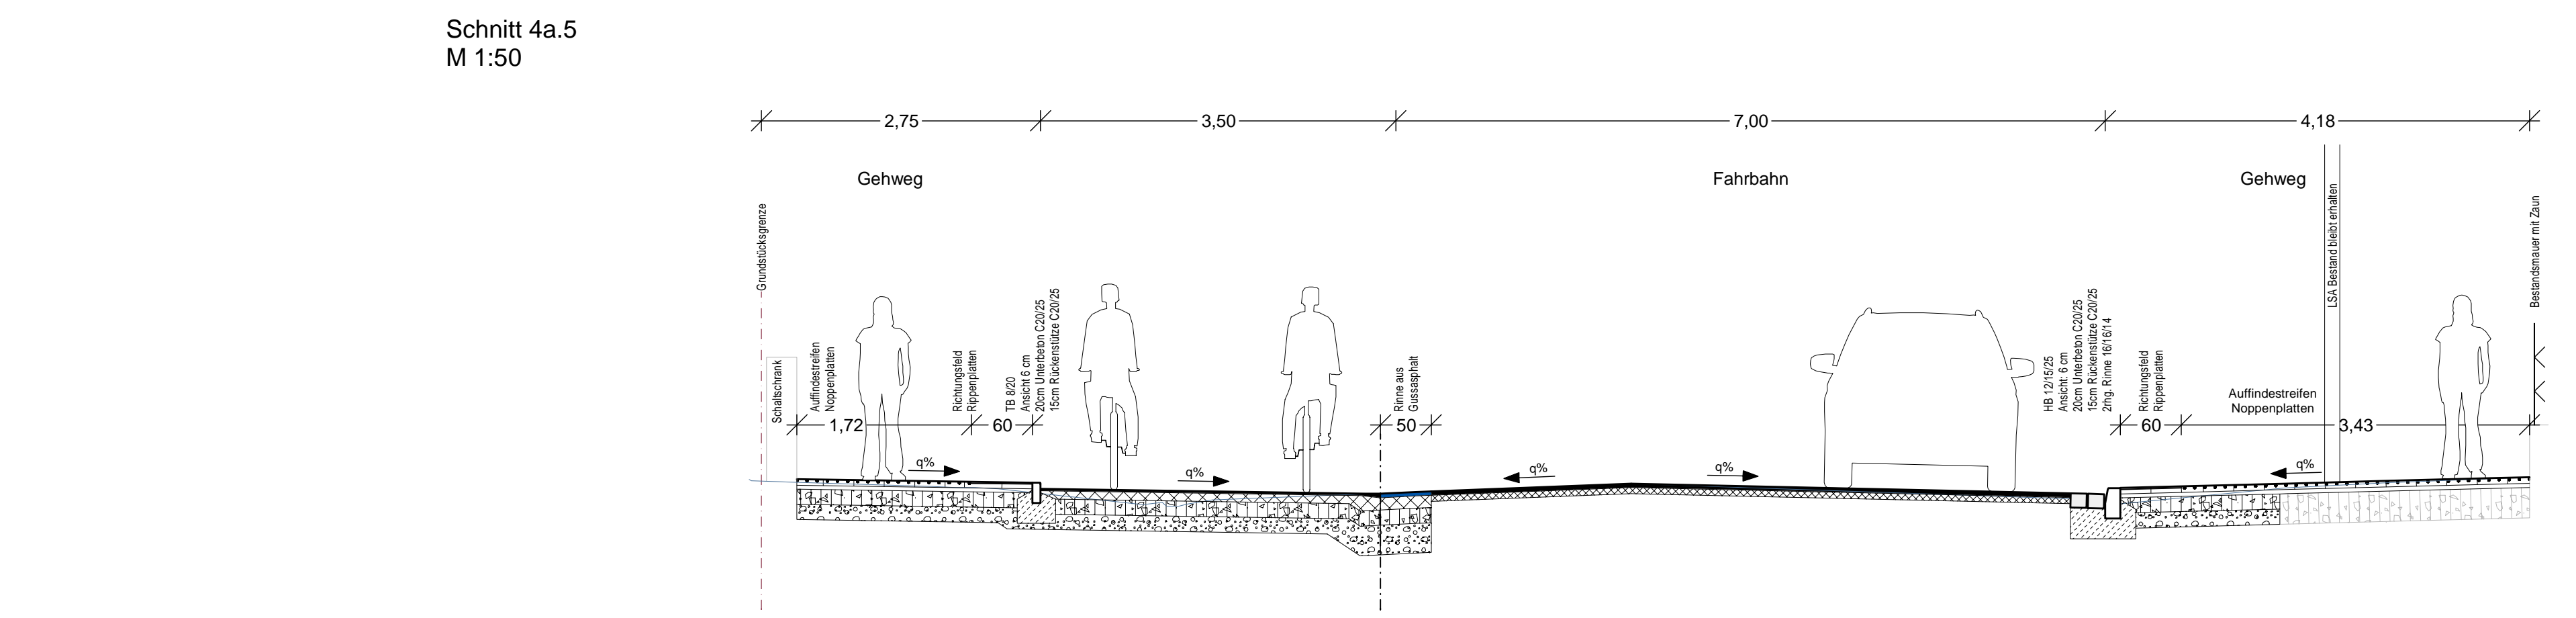 Schnitt 4a.5
M 1:50
2,75
3,50
7,00
4,18
Gehweg
Fahrbahn
Gehweg
Grundstücksgrenze
Schaltschrank
Auffindestreifen
Noppenplatten
Richtungsfeld
Rippenplatten
TB 8/20
Ansicht 6 cm
20cm Unterbeton C20/25
15cm Rückenstütze C20/25
Rinne aus
Gussasphalt
HB 12/15/25
Ansicht: 6 cm
20cm Unterbeton C20/25
15cm Rückenstütze C20/25
2rhg. Rinne 16/16/14
Richtungsfeld
Rippenplatten
Auffindestreifen
Noppenplatten
LSA Bestand bleibt erhalten
Bestandsmauer mit Zaun
1,72
60
50
60
3,43
q%
q%
q%
q%
q%